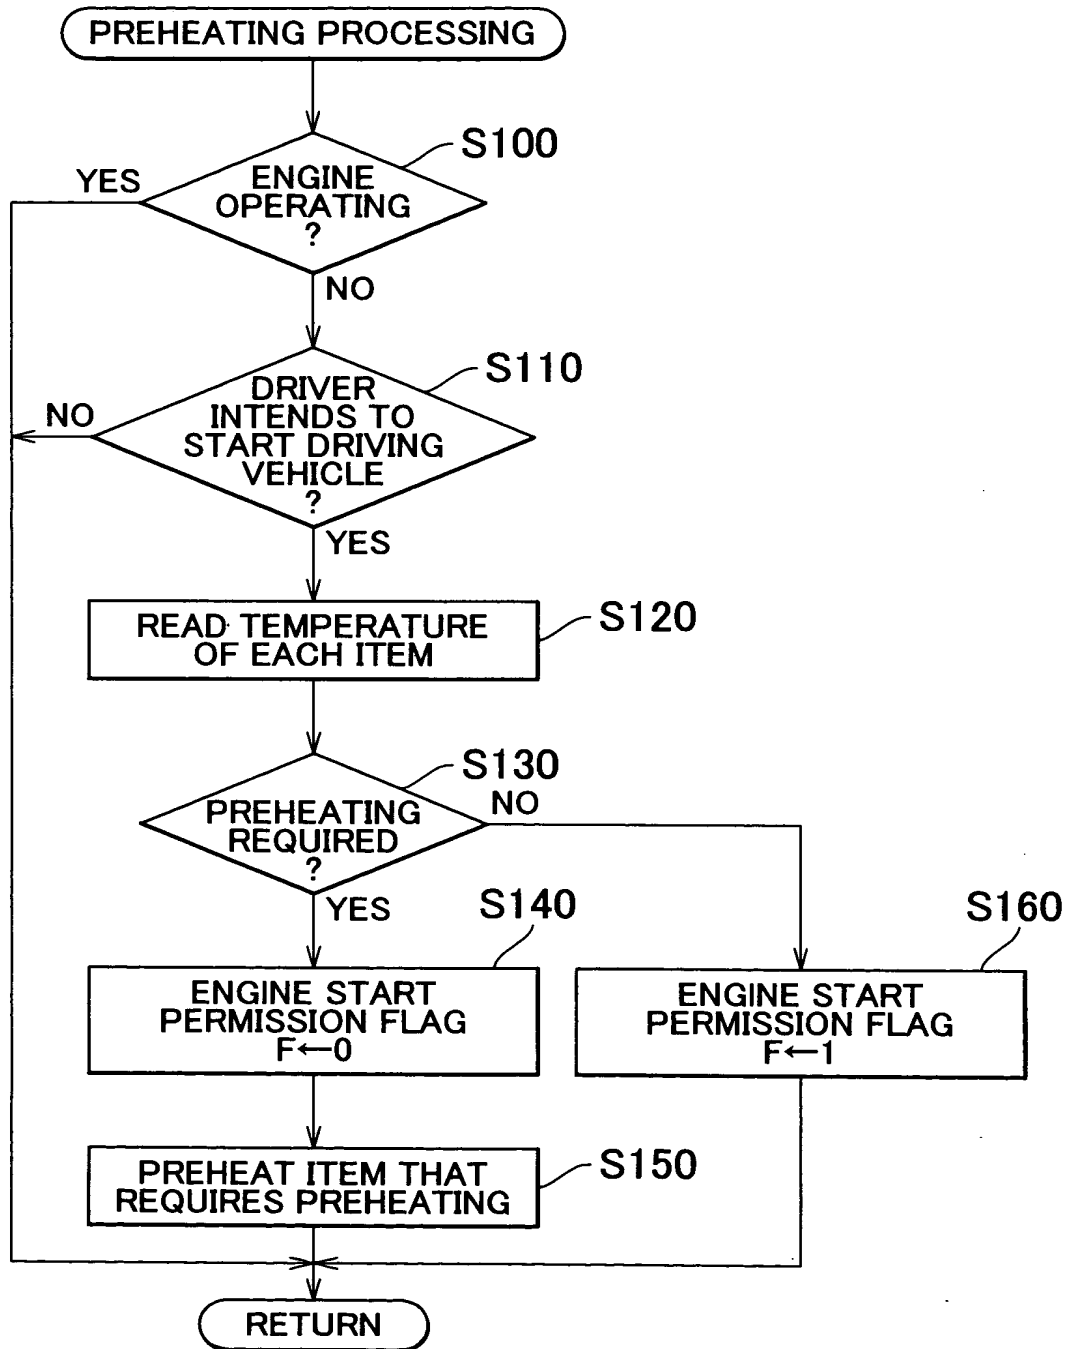 PREHEATING PROCESSING
S100
YES
ENGINE
OPERATING
?
NO
S110
DRIVER
INTENDS TO
START DRIVING
VEHICLE
?
NO
YES
S120
READ TEMPERATURE
OF EACH ITEM
S130
PREHEATING
REQUIRED
?
NO
YES
S140
S160
ENGINE START
PERMISSION FLAG
F←0
ENGINE START
PERMISSION FLAG
F←1
S150
PREHEAT ITEM THAT
REQUIRES PREHEATING
RETURN